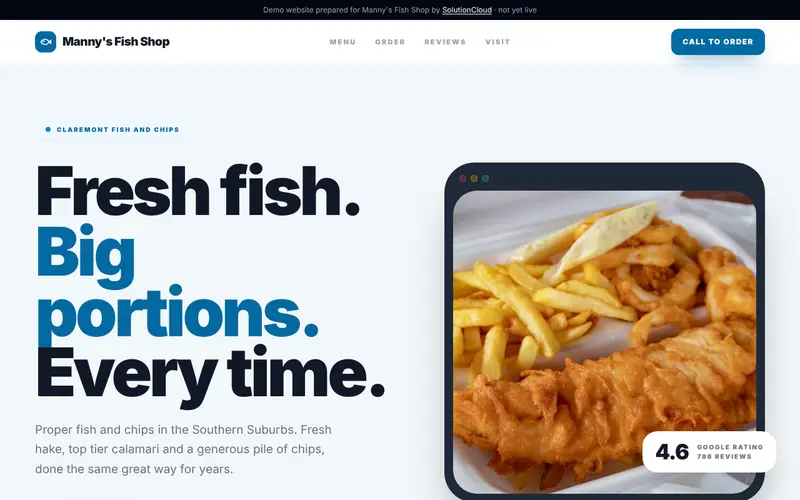 Demo website prepared for Manny's Fish Shop by SolutionCloud · not yet live
Manny's Fish Shop
MENU
ORDER
REVIEWS
VISIT
CALL TO ORDER
CLAREMONT FISH AND CHIPS
Fresh fish.
Big
portions.
Every time.
Proper fish and chips in the Southern Suburbs. Fresh
hake, top tier calamari and a generous pile of chips,
done the same great way for years.
4.6
GOOGLE RATING
786 REVIEWS